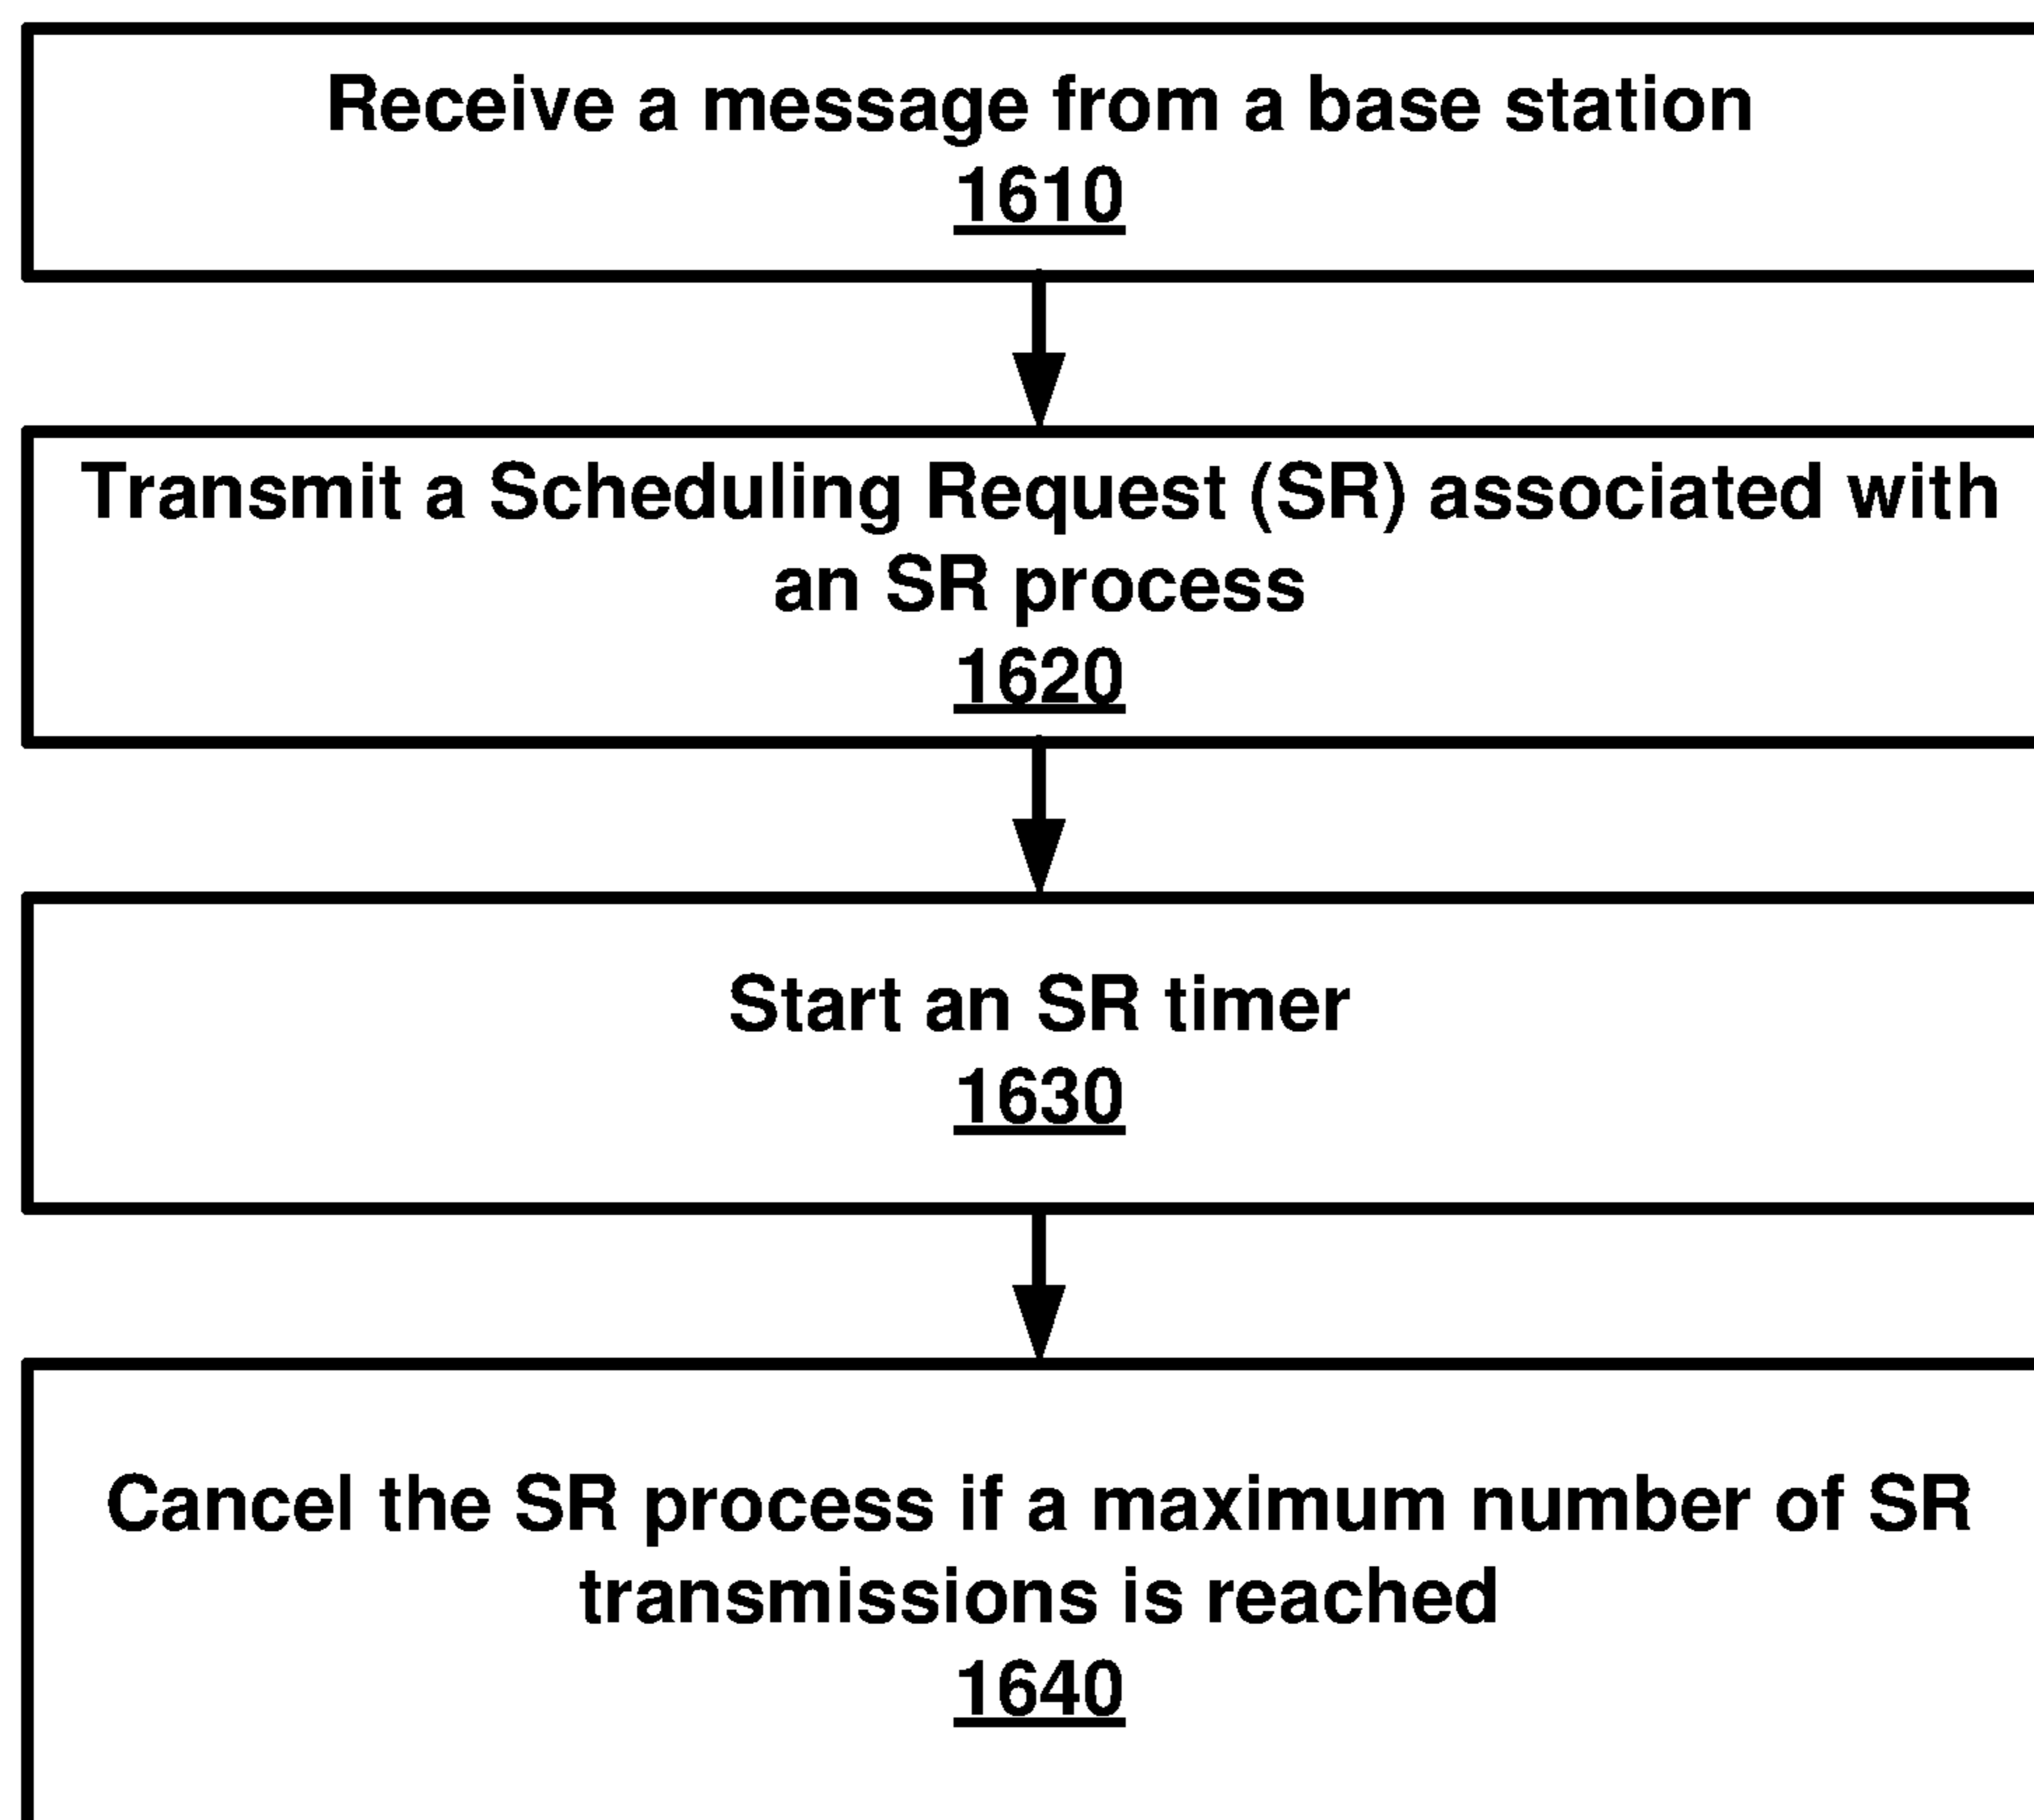 Receive a message from a base station
1610
Transmit a Scheduling Request (SR) associated with
an SR process
1620
Start an SR timer
1630
Cancel the SR process if a maximum number of SR
transmissions is reached
1640